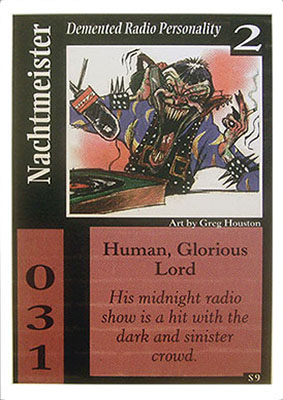 Nachtmeister
Demented Radio Personality
2
Art by Greg Houston
0
3
1
Human, Glorious
Lord
His midnight radio
show is a hit with the
dark and sinister
crowd.
S9